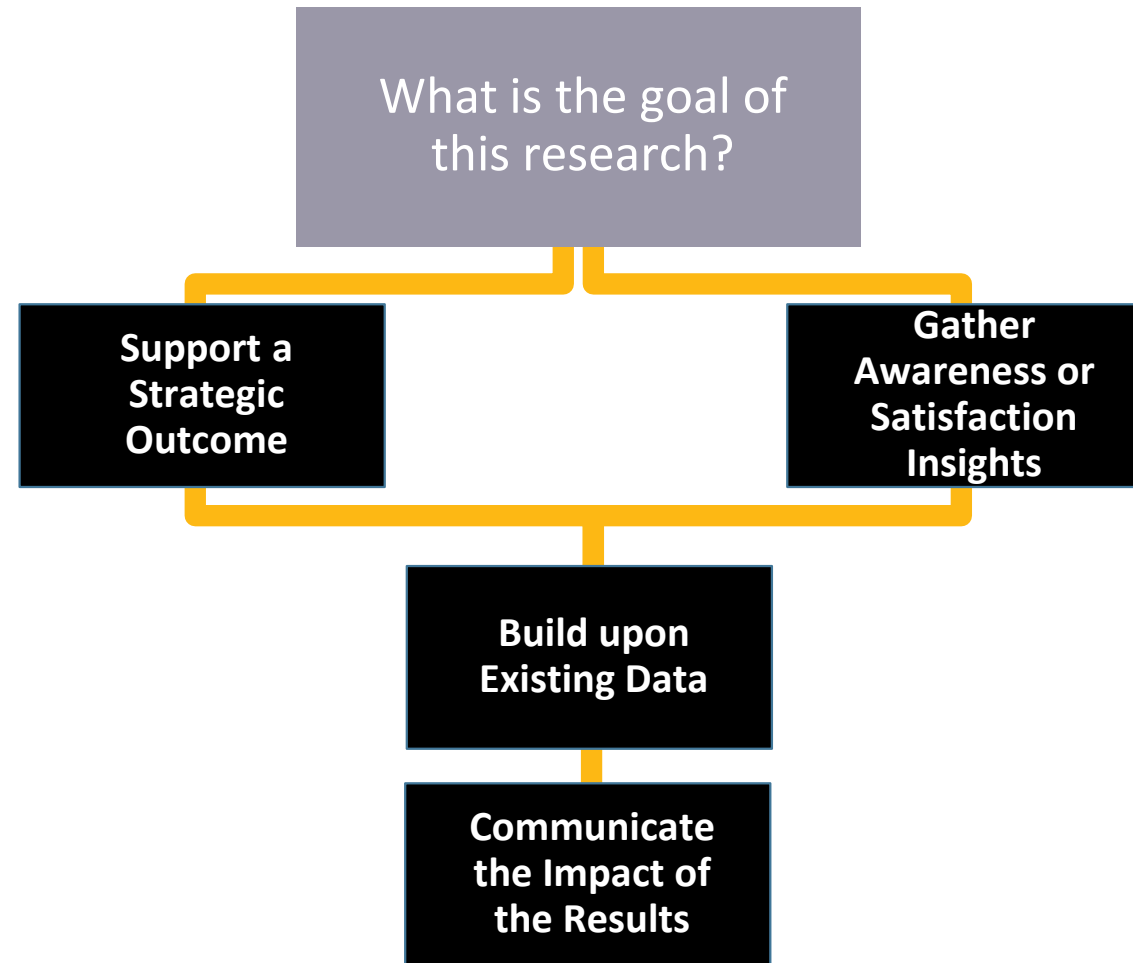 What is the goal of
this research?
Support a
Strategic
Outcome
Gather
Awareness or
Satisfaction
Insights
Build upon
Existing Data
Communicate
the Impact of
the Results